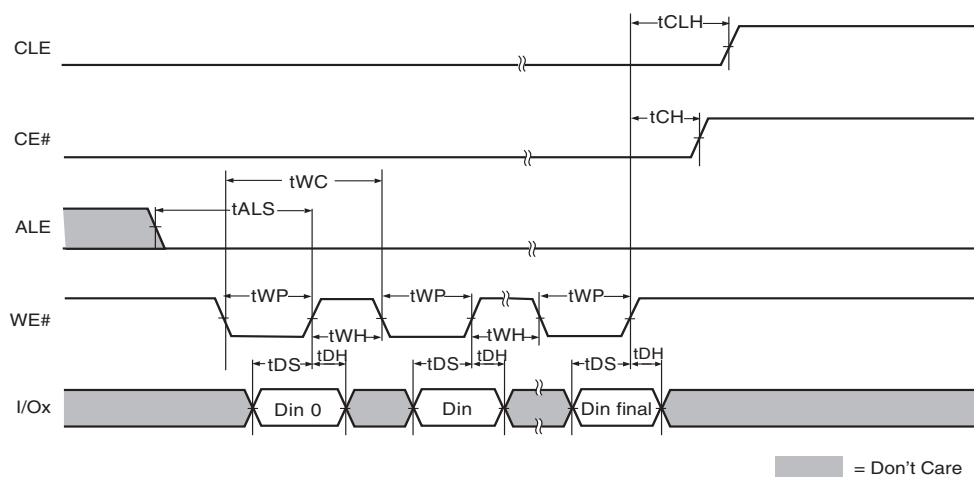 tCLH
CLE
tCH
CE#
tWC
tALS
ALE
tWP tWP tWP
WE#
tWH tWH
tDS tDH tDS tDH tDS tDH
I/Ox Din 0 Din Din final
= Don't Care